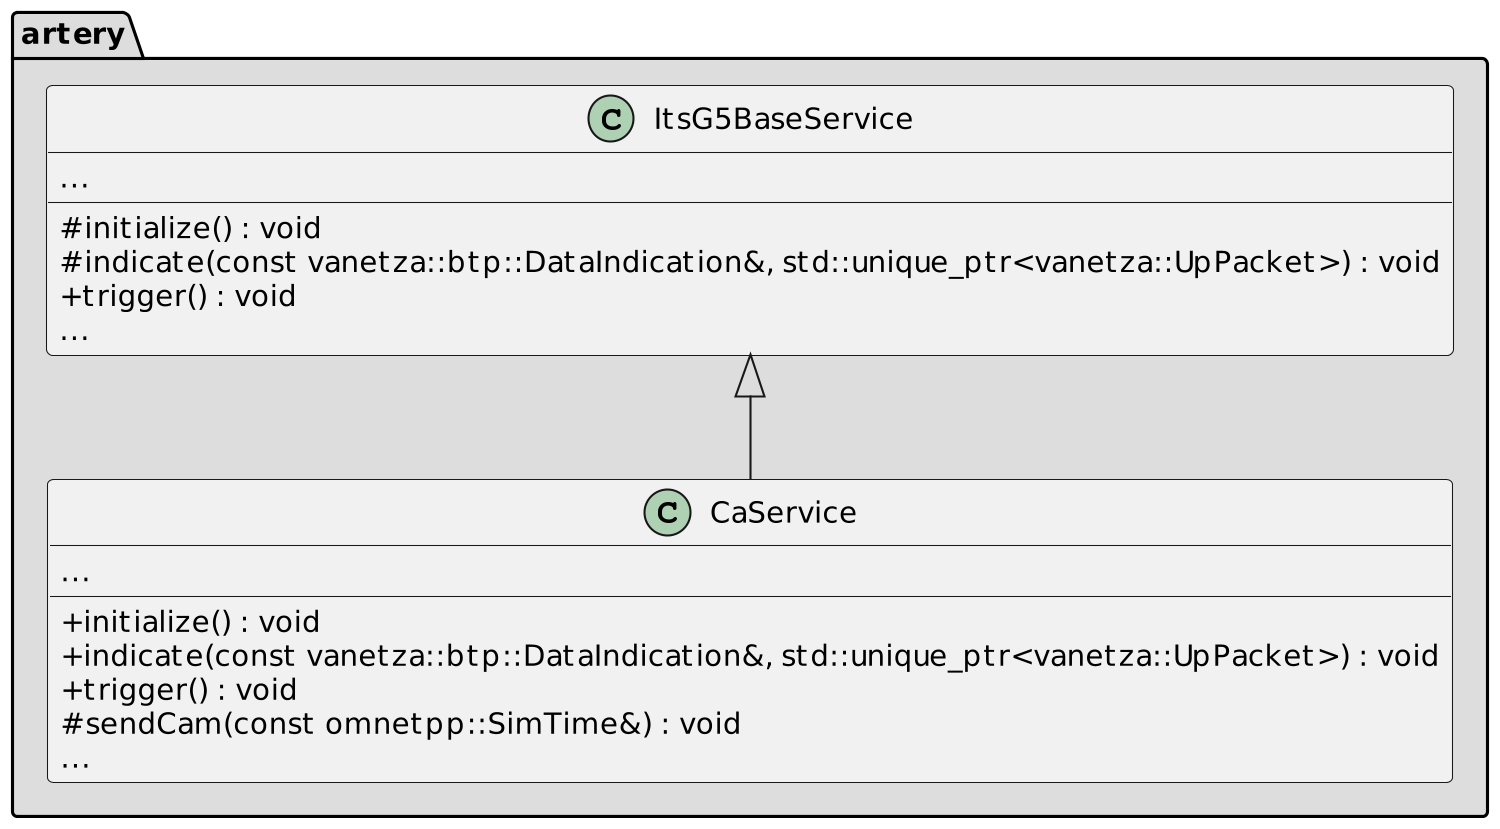 artery
C ItsG5BaseService
...
#initialize() : void
#indicate(const vanetza::btp::DataIndication&, std::unique_ptr<vanetza::UpPacket>) : void
+trigger() : void
...
C CaService
...
+initialize() : void
+indicate(const vanetza::btp::DataIndication&, std::unique_ptr<vanetza::UpPacket>) : void
+trigger() : void
#sendCam(const omnetpp::SimTime&) : void
...